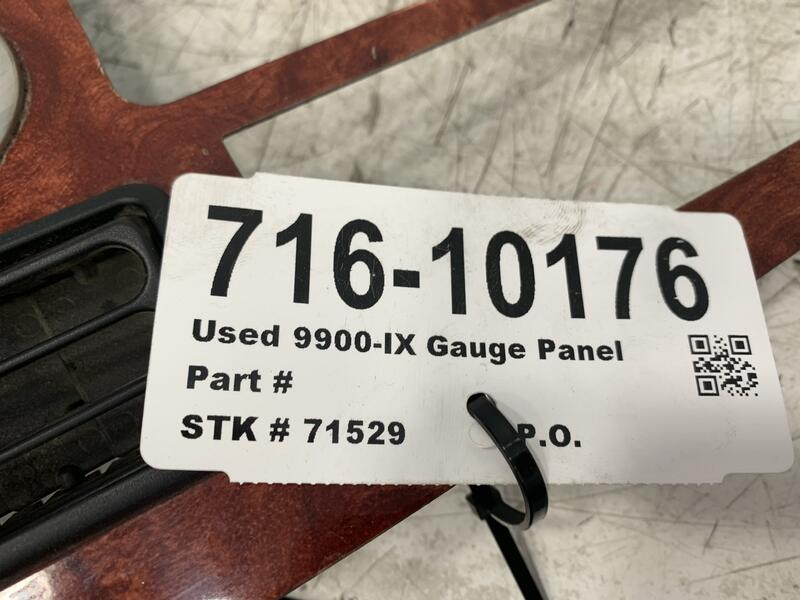 716-10176
Used 9900-IX Gauge Panel
Part #
STK # 71529 P.O.